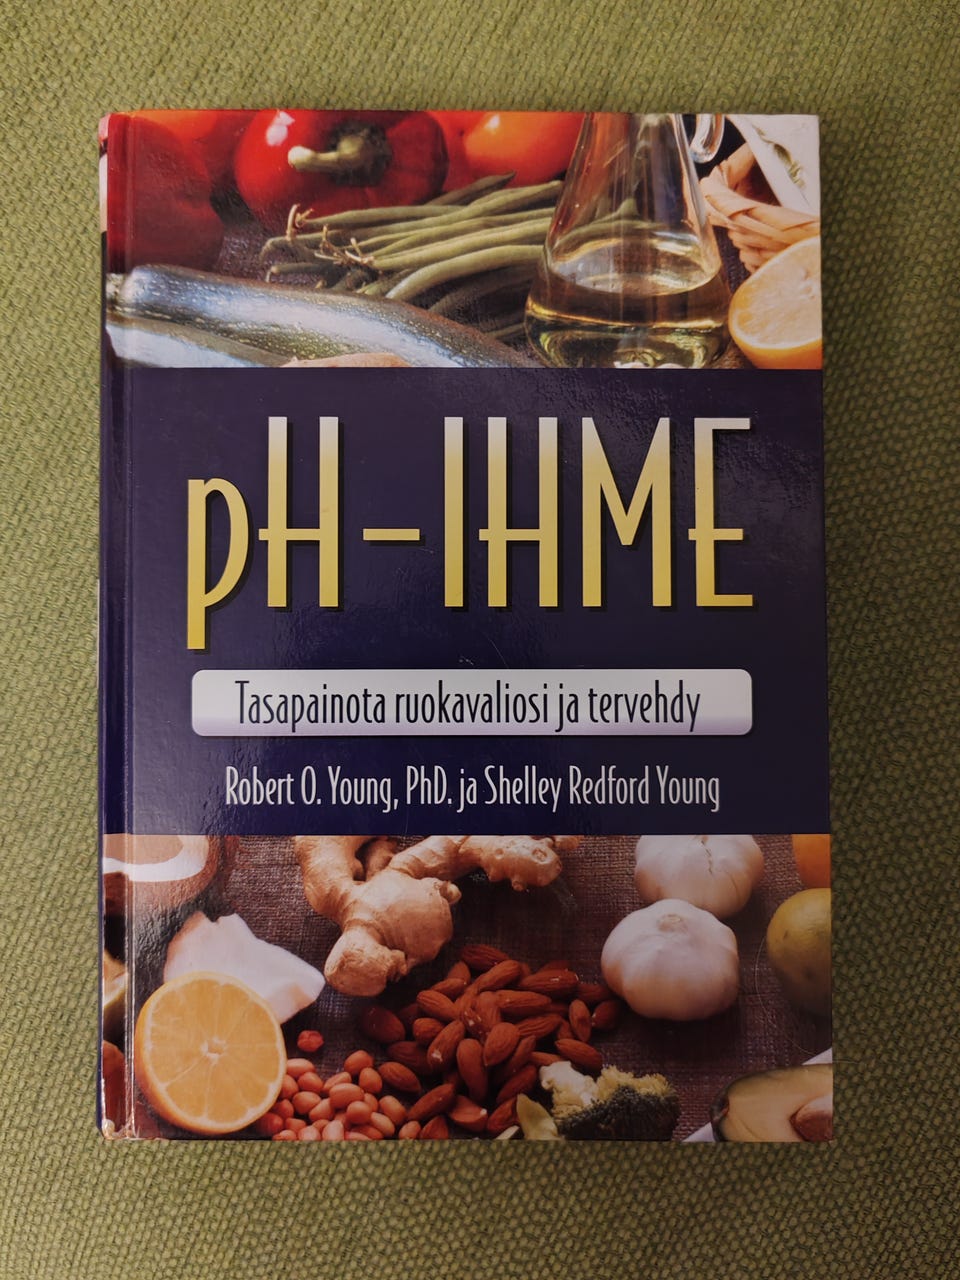 pH-IHME
Tasapainota ruokavaliosi ja tervehdy
Robert O. Young, PhD. ja Shelley Redford Young